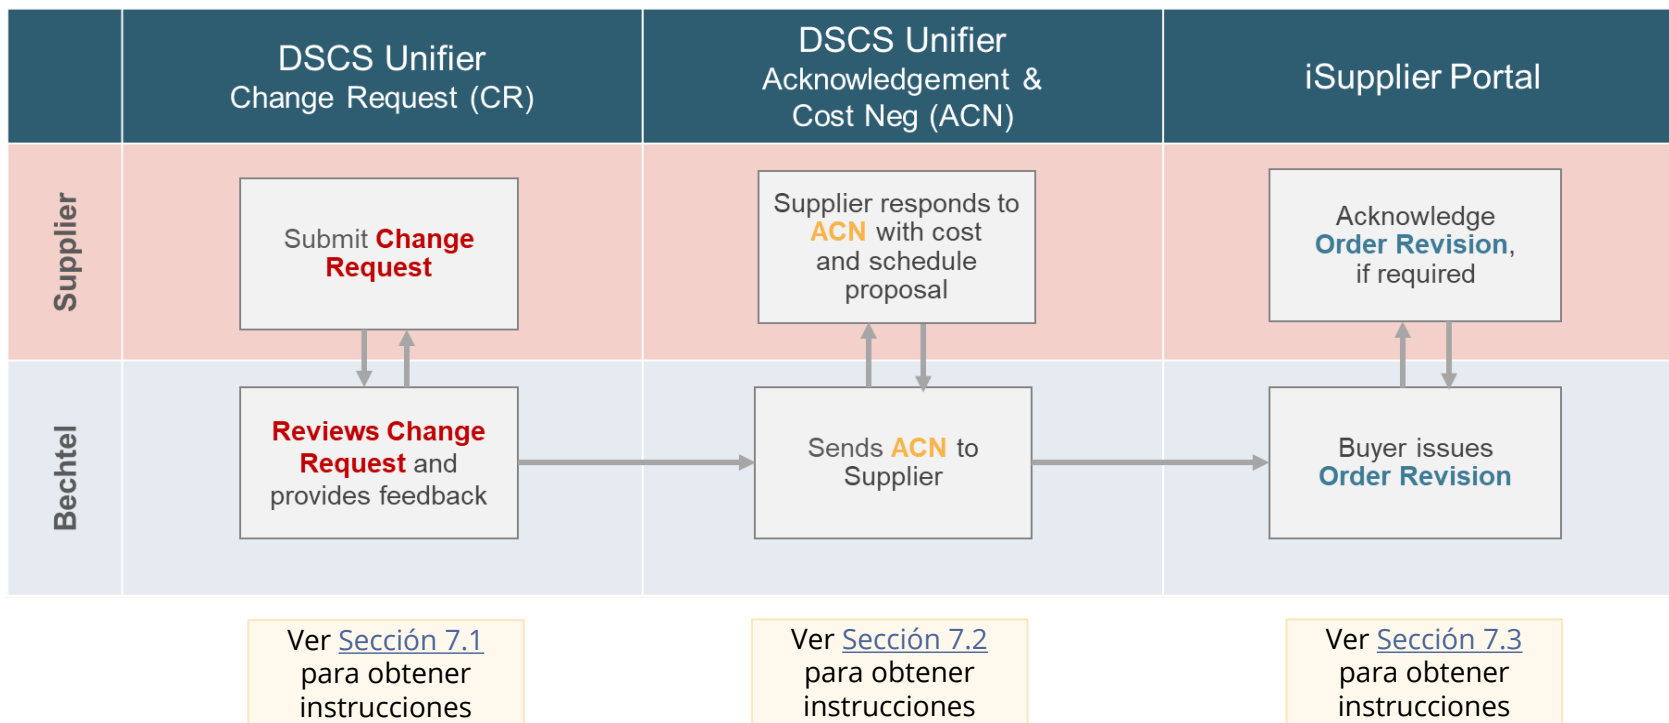 DSCS Unifier
Change Request (CR)
DSCS Unifier
Acknowledgement &
Cost Neg (ACN)
iSupplier Portal
Supplier
Submit Change
Request
Supplier responds to
ACN with cost
and schedule
proposal
Acknowledge
Order Revision,
if required
Bechtel
Reviews Change
Request and
provides feedback
Sends ACN to
Supplier
Buyer issues
Order Revision
Ver Sección 7.1
para obtener
instrucciones
Ver Sección 7.2
para obtener
instrucciones
Ver Sección 7.3
para obtener
instrucciones